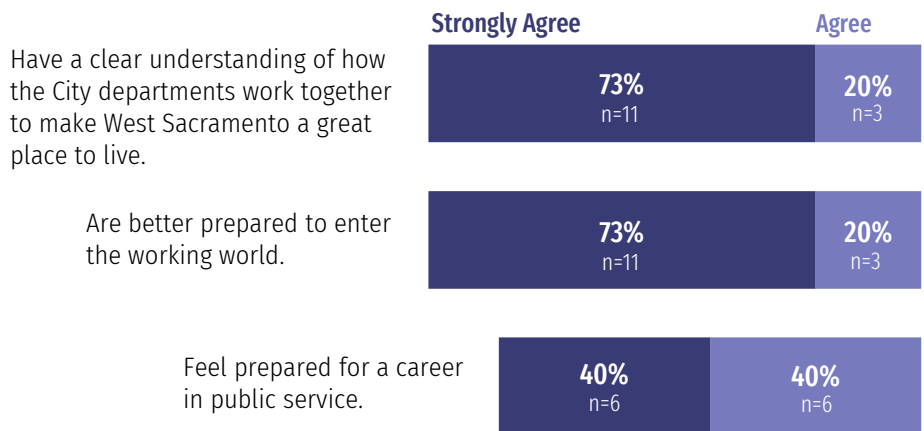 Strongly Agree
Agree
Have a clear understanding of how
the City departments work together
to make West Sacramento a great
place to live.
73%
n=11
20%
n=3
Are better prepared to enter
the working world.
73%
n=11
20%
n=3
Feel prepared for a career
in public service.
40%
n=6
40%
n=6